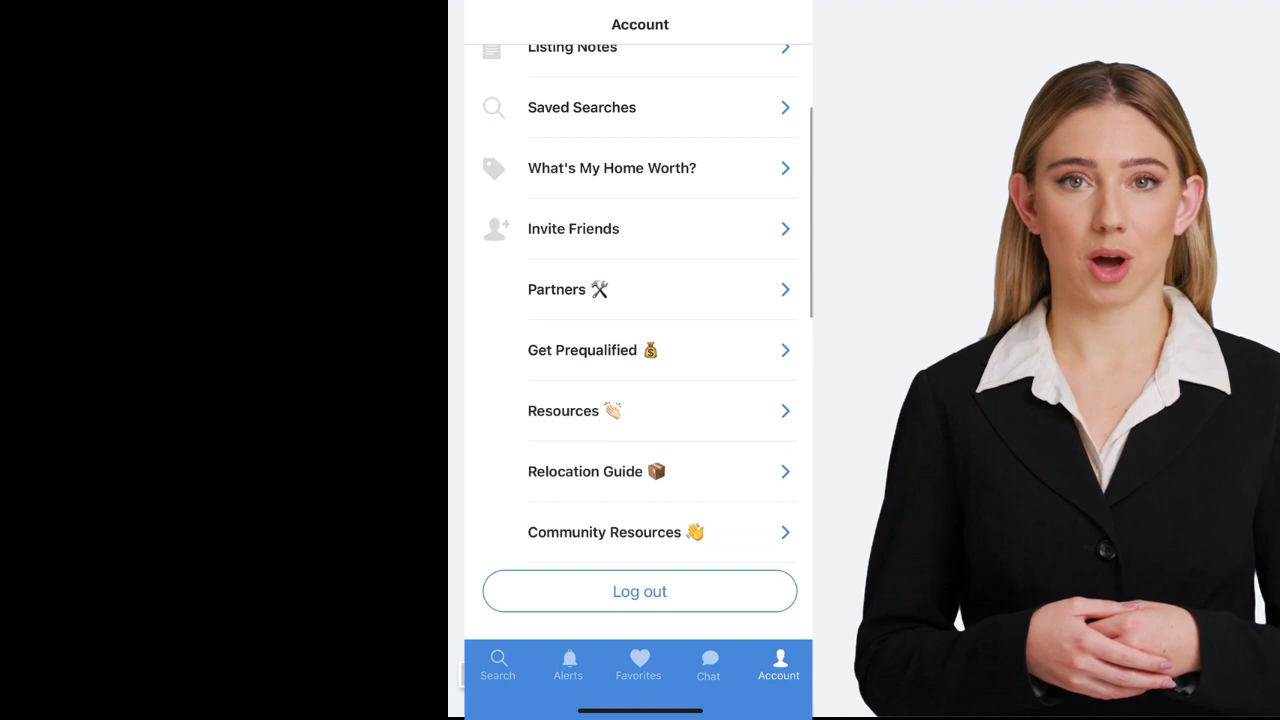 Account
Listing Notes
Saved Searches
What's My Home Worth?
Invite Friends
Partners 🛠️
Get Prequalified 💰
Resources 👏🏻
Relocation Guide 📦
Community Resources 👋
Log out
Search
Alerts
Favorites
Chat
Account